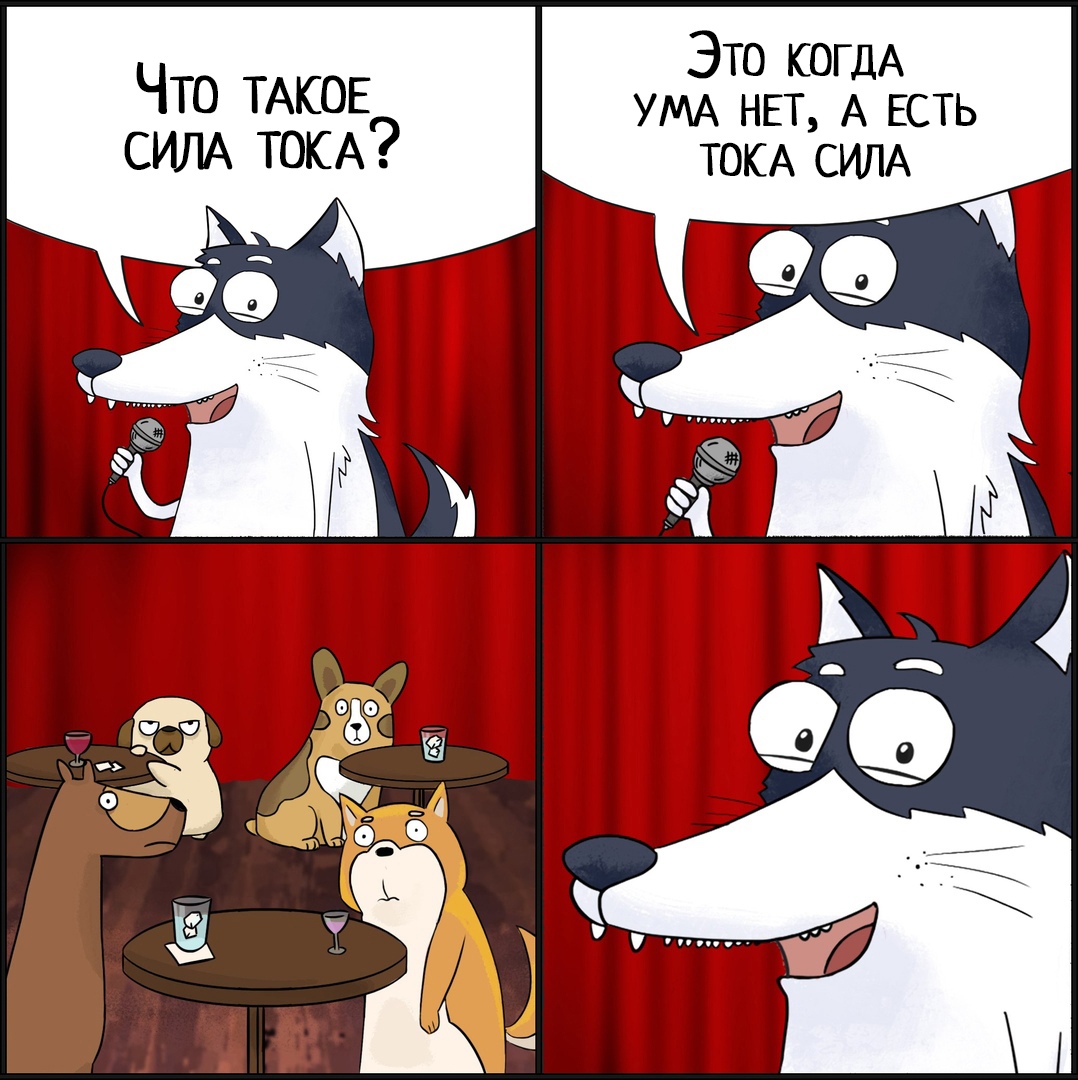 Что такое
сила тока?
Это когда
ума нет, а есть
тока сила